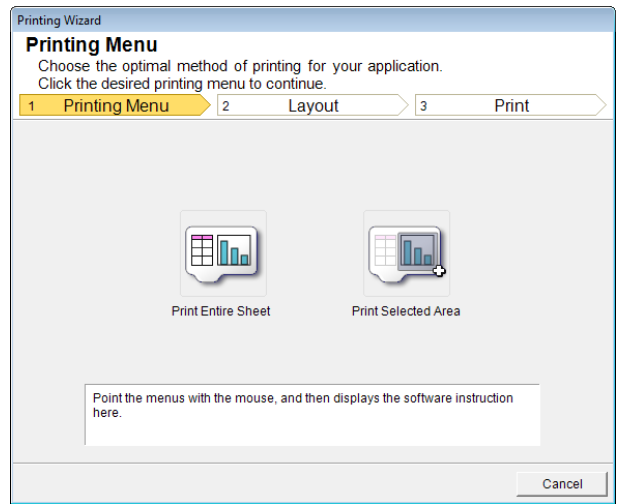 Printing Wizard
Printing Menu
Choose the optimal method of printing for your application.
Click the desired printing menu to continue.
1 Printing Menu 2 Layout 3 Print
Print Entire Sheet Print Selected Area
Point the menus with the mouse, and then displays the software instruction
here.
Cancel